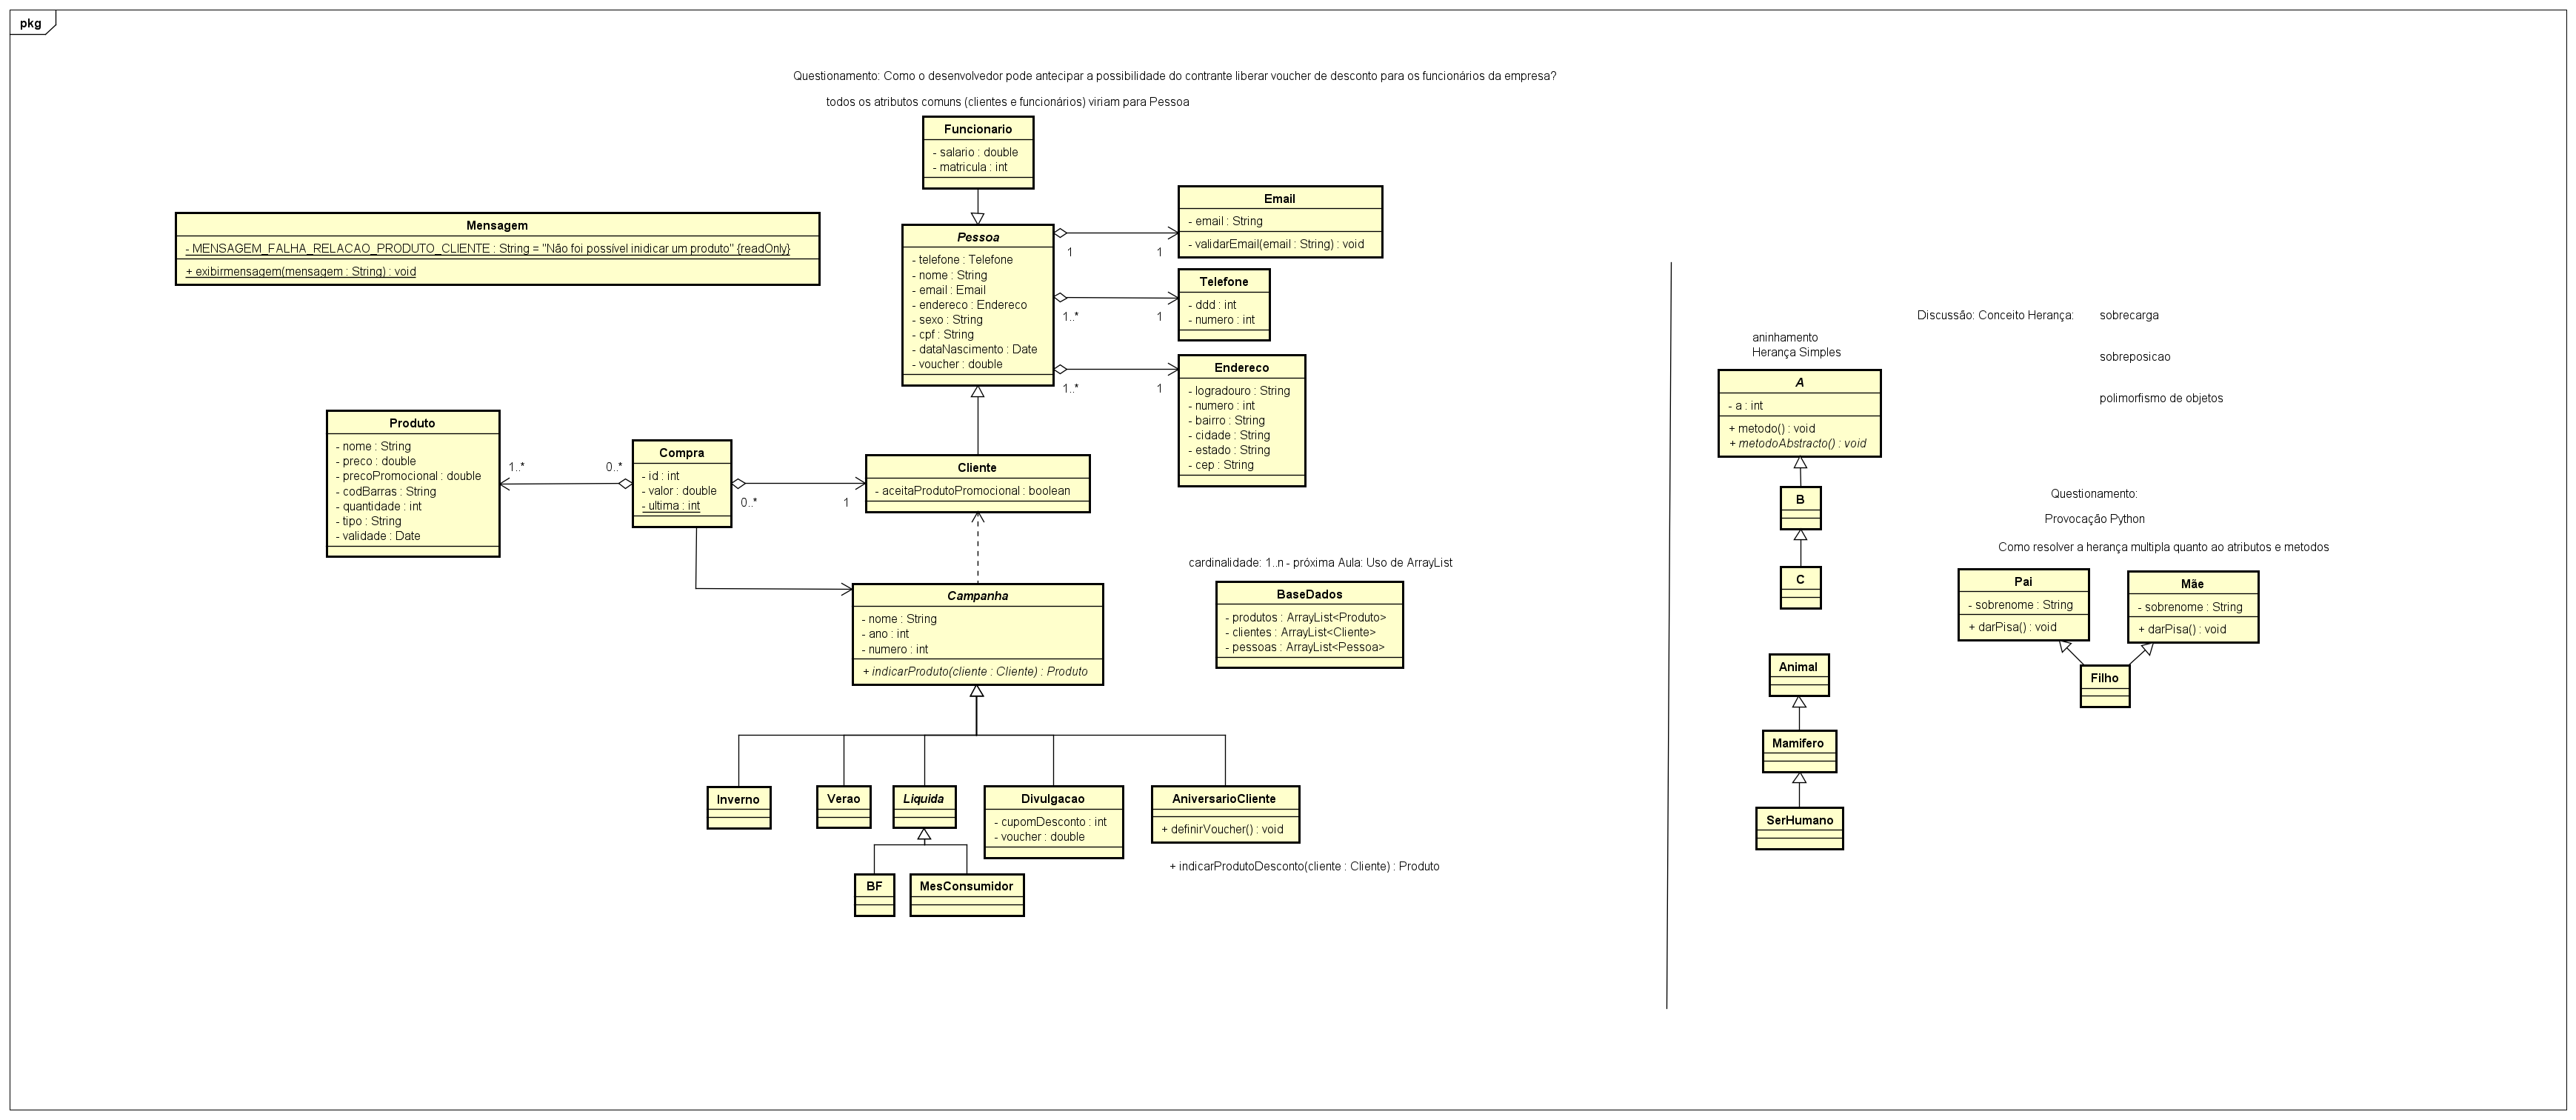 pkg
Questionamento: Como o desenvolvedor pode antecipar a possibilidade do contrante liberar voucher de desconto para os funcionários da empresa?
todos os atributos comuns (clientes e funcionários) viriam para Pessoa
Funcionario
- salario : double
- matricula : int
Mensagem
- MENSAGEM_FALHA_RELACAO_PRODUTO_CLIENTE : String = "Não foi possível inidicar um produto" {readOnly}
+ exibirmensagem(mensagem : String) : void
Pessoa
- telefone : Telefone
- nome : String
- email : Email
- endereco : Endereco
- sexo : String
- cpf : String
- dataNascimento : Date
- voucher : double
1
1
1..*
1
1..*
1
Email
- email : String
- validarEmail(email : String) : void
Telefone
- ddd : int
- numero : int
Endereco
- logradouro : String
- numero : int
- bairro : String
- cidade : String
- estado : String
- cep : String
Produto
- nome : String
- preco : double
- precoPromocional : double
- codBarras : String
- quantidade : int
- tipo : String
- validade : Date
1..*
0..*
Compra
- id : int
- valor : double
- ultima : int
0..*
1
Cliente
- aceitaProdutoPromocional : boolean
Campanha
- nome : String
- ano : int
- numero : int
+ indicarProduto(cliente : Cliente) : Produto
cardinalidade: 1..n - próxima Aula: Uso de ArrayList
BaseDados
- produtos : ArrayList<Produto>
- clientes : ArrayList<Cliente>
- pessoas : ArrayList<Pessoa>
Inverno
Verao
Liquida
Divulgacao
- cupomDesconto : int
- voucher : double
AniversarioCliente
+ definirVoucher() : void
+ indicarProdutoDesconto(cliente : Cliente) : Produto
BF
MesConsumidor
Discussão: Conceito Herança:
sobrecarga
sobreposicao
polimorfismo de objetos
aninhamento
Herança Simples
A
- a : int
+ metodo() : void
+ metodoAbstracto() : void
B
C
Questionamento:
Provocação Python
Como resolver a herança multipla quanto ao atributos e metodos
Pai
- sobrenome : String
+ darPisa() : void
Mãe
- sobrenome : String
+ darPisa() : void
Filho
Animal
Mamifero
SerHumano